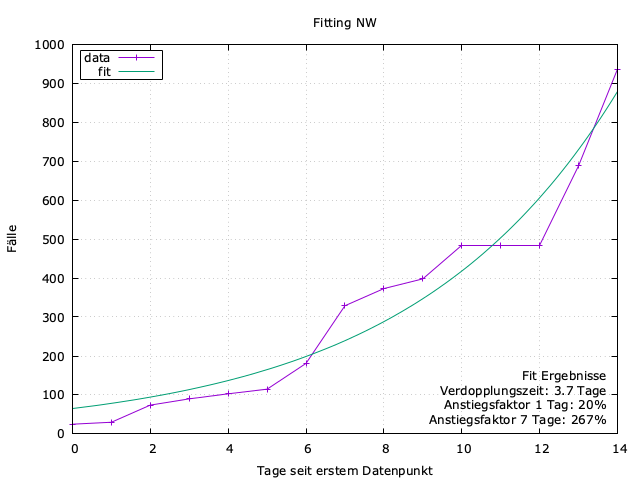 Fitting NW
1000
900
800
700
600
500
400
300
200
100
0
data
fit
Fälle
Fit Ergebnisse
Verdopplungszeit: 3.7 Tage
Anstiegsfaktor 1 Tag: 20%
Anstiegsfaktor 7 Tage: 267%
0 2 4 6 8 10 12 14
Tage seit erstem Datenpunkt